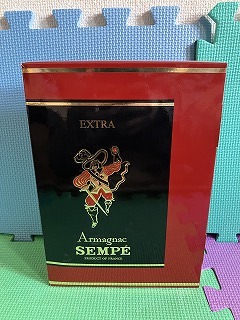 EXTRA
Armagnac
SEMPÉ
PRODUCT OF FRANCE